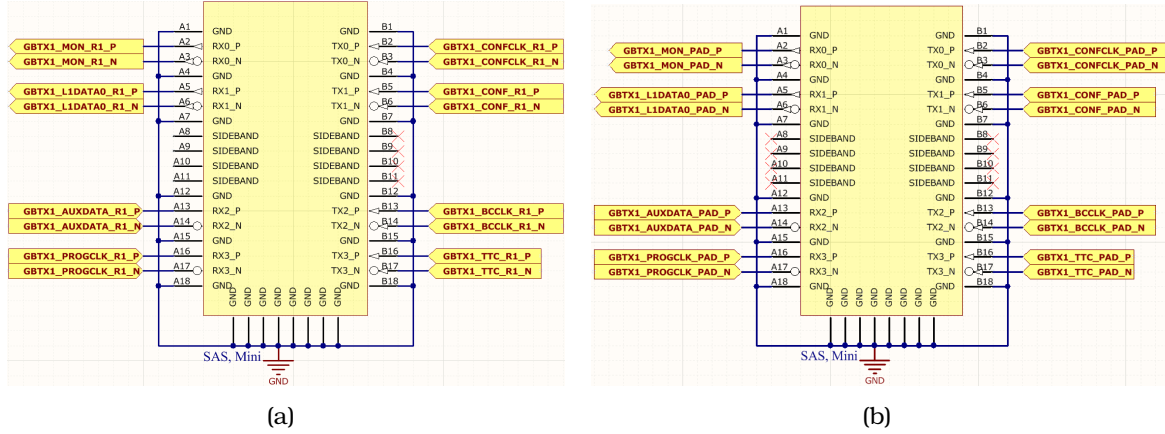 A1 GND GND B1
GBTX1_MON_R1_P A2 RX0_P TX0_P B2 GBTX1_CONFCLK_R1_P
GBTX1_MON_R1_N A3 RX0_N TX0_N B3 GBTX1_CONFCLK_R1_N
A4 GND GND B4
GBTX1_L1DATA0_R1_P A5 RX1_P TX1_P B5 GBTX1_CONF_R1_P
GBTX1_L1DATA0_R1_N A6 RX1_N TX1_N B6 GBTX1_CONF_R1_N
A7 GND GND B7
A8 SIDEBAND SIDEBAND B8
A9 SIDEBAND SIDEBAND B9
A10 SIDEBAND SIDEBAND B10
A11 SIDEBAND SIDEBAND B11
A12 GND GND B12
GBTX1_AUXDATA_R1_P A13 RX2_P TX2_P B13 GBTX1_BCCLK_R1_P
GBTX1_AUXDATA_R1_N A14 RX2_N TX2_N B14 GBTX1_BCCLK_R1_N
A15 GND GND B15
GBTX1_PROGCLK_R1_P A16 RX3_P TX3_P B16 GBTX1_TTC_R1_P
GBTX1_PROGCLK_R1_N A17 RX3_N TX3_N B17 GBTX1_TTC_R1_N
A18 GND GND B18
GND GND GND GND GND GND GND GND
SAS, Mini
GND
(a)
A1 GND GND B1
GBTX1_MON_PAD_P A2 RX0_P TX0_P B2 GBTX1_CONFCLK_PAD_P
GBTX1_MON_PAD_N A3 RX0_N TX0_N B3 GBTX1_CONFCLK_PAD_N
A4 GND GND B4
GBTX1_L1DATA0_PAD_P A5 RX1_P TX1_P B5 GBTX1_CONF_PAD_P
GBTX1_L1DATA0_PAD_N A6 RX1_N TX1_N B6 GBTX1_CONF_PAD_N
A7 GND GND B7
A8 SIDEBAND SIDEBAND B8
A9 SIDEBAND SIDEBAND B9
A10 SIDEBAND SIDEBAND B10
A11 SIDEBAND SIDEBAND B11
A12 GND GND B12
GBTX1_AUXDATA_PAD_P A13 RX2_P TX2_P B13 GBTX1_BCCLK_PAD_P
GBTX1_AUXDATA_PAD_N A14 RX2_N TX2_N B14 GBTX1_BCCLK_PAD_N
A15 GND GND B15
GBTX1_PROGCLK_PAD_P A16 RX3_P TX3_P B16 GBTX1_TTC_PAD_P
GBTX1_PROGCLK_PAD_N A17 RX3_N TX3_N B17 GBTX1_TTC_PAD_N
A18 GND GND B18
GND GND GND GND GND GND GND GND
SAS, Mini
GND
(b)